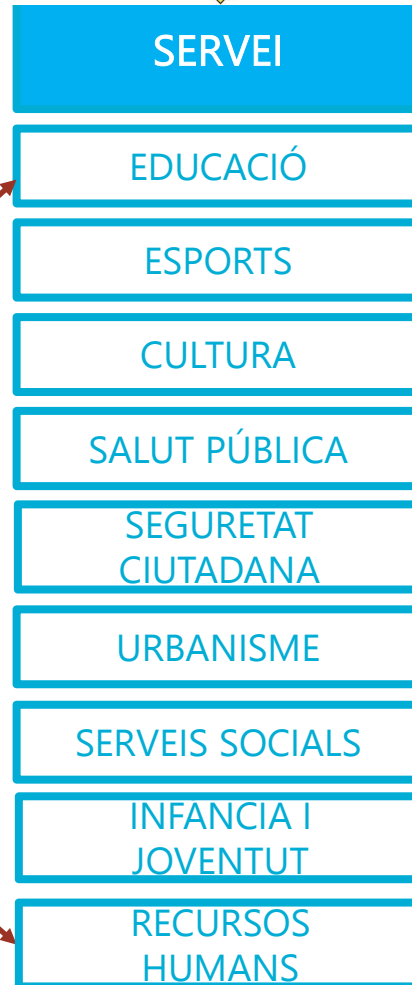 SERVEI
EDUCACIÓ
ESPORTS
CULTURA
SALUT PÚBLICA
SEGURETAT
CIUTADANA
URBANISME
SERVEIS SOCIALS
INFANCIA I
JOVENTUT
RECURSOS
HUMANS